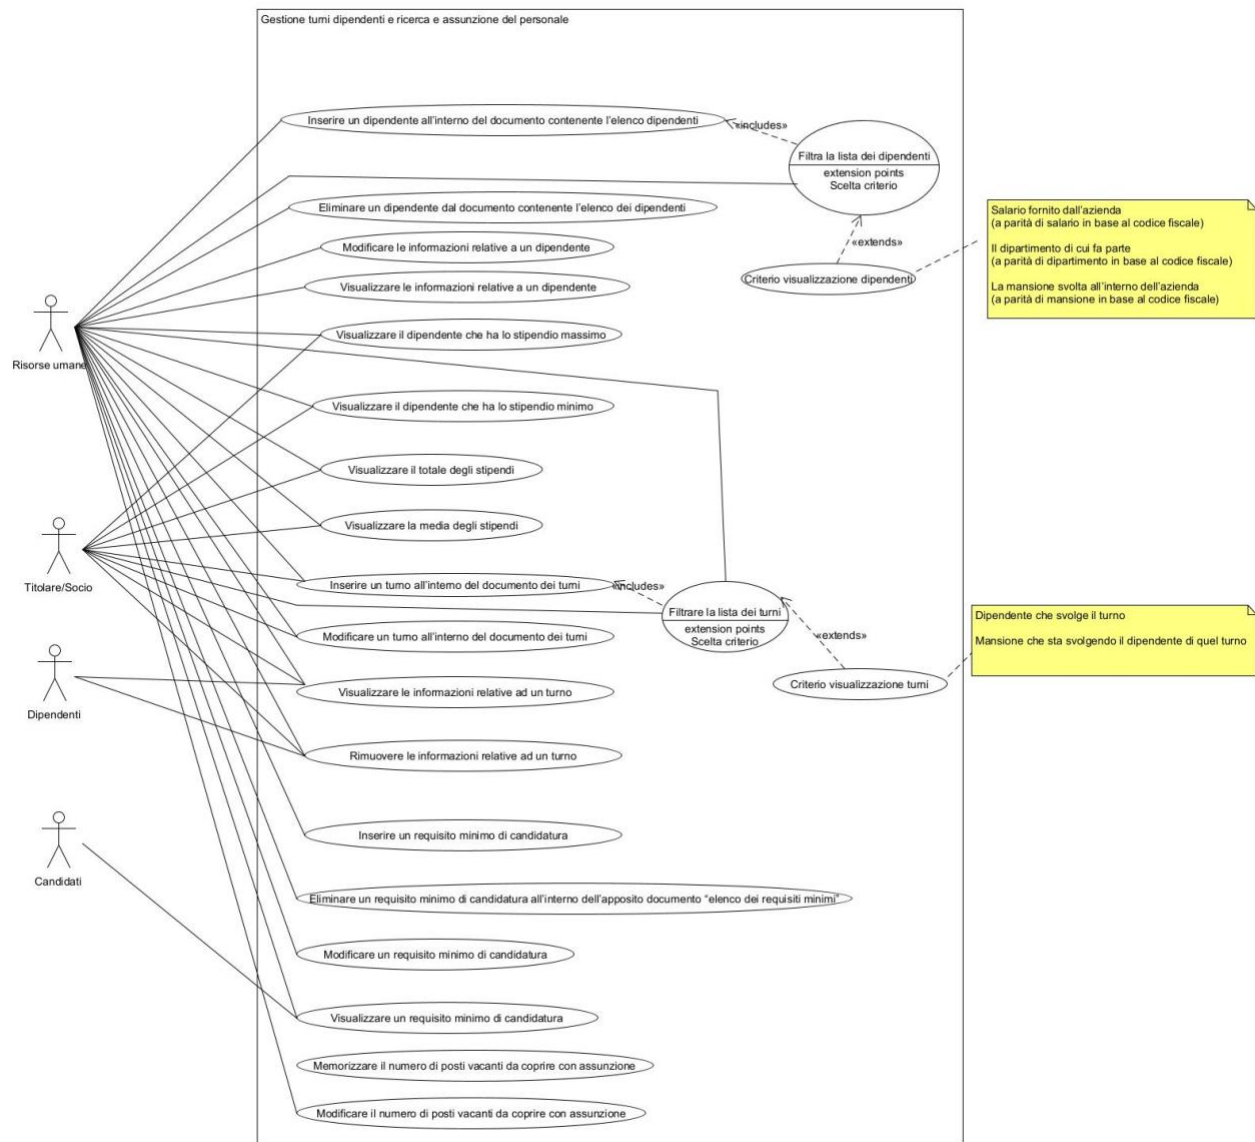 Gestione turni dipendenti e ricerca e assunzione del personale
Inserire un dipendente all'interno del documento contenente l'elenco dipendenti
«includes»
Filtra la lista dei dipendenti
extension points
Scelta criterio
Eliminare un dipendente dal documento contenente l'elenco dei dipendenti
Salario fornito dall'azienda
(a parità di salario in base al codice fiscale)
Il dipartimento di cui fa parte
(a parità di dipartimento in base al codice fiscale)
La mansione svolta all'interno dell'azienda
(a parità di mansione in base al codice fiscale)
Modificare le informazioni relative a un dipendente
«extends»
Criterio visualizzazione dipendenti
Visualizzare le informazioni relative a un dipendente
Visualizzare il dipendente che ha lo stipendio massimo
Risorse umane
Visualizzare il dipendente che ha lo stipendio minimo
Visualizzare il totale degli stipendi
Visualizzare la media degli stipendi
Titolare/Socio
Inserire un turno all'interno del documento dei turni
«includes»
Filtrare la lista dei turni
extension points
Scelta criterio
Dipendente che svolge il turno
Mansione che sta svolgendo il dipendente di quel turno
Modificare un turno all'interno del documento dei turni
«extends»
Criterio visualizzazione turni
Visualizzare le informazioni relative ad un turno
Dipendenti
Rimuovere le informazioni relative ad un turno
Inserire un requisito minimo di candidatura
Candidati
Eliminare un requisito minimo di candidatura all'interno dell'apposito documento "elenco dei requisiti minimi"
Modificare un requisito minimo di candidatura
Visualizzare un requisito minimo di candidatura
Memorizzare il numero di posti vacanti da coprire con assunzione
Modificare il numero di posti vacanti da coprire con assunzione